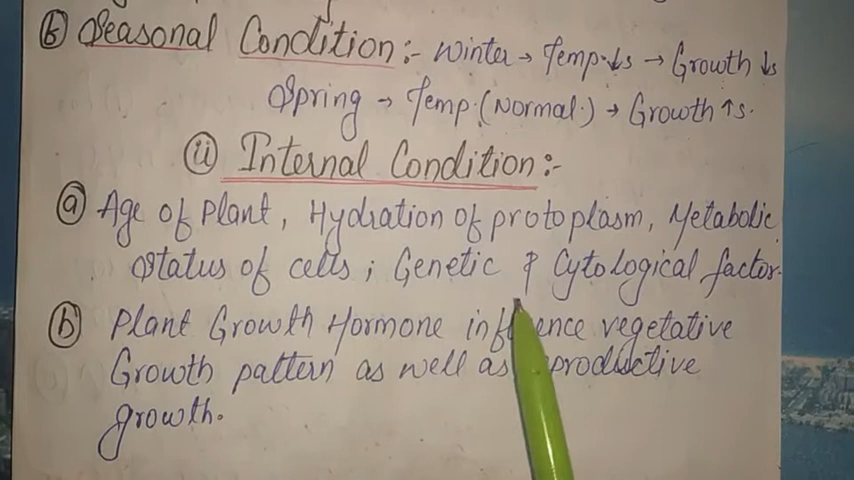 (b) Seasonal Condition :- Winter → Temp. ↓s → Growth ↓s
Spring → Temp. (Normal.) → Growth ↑s.
(ii) Internal Condition :-
(a) Age of Plant, Hydration of protoplasm, Metabolic
Status of cells ; Genetic & Cytological factor.
(b) Plant Growth Hormone influence vegetative
Growth pattern as well as reproductive
growth.